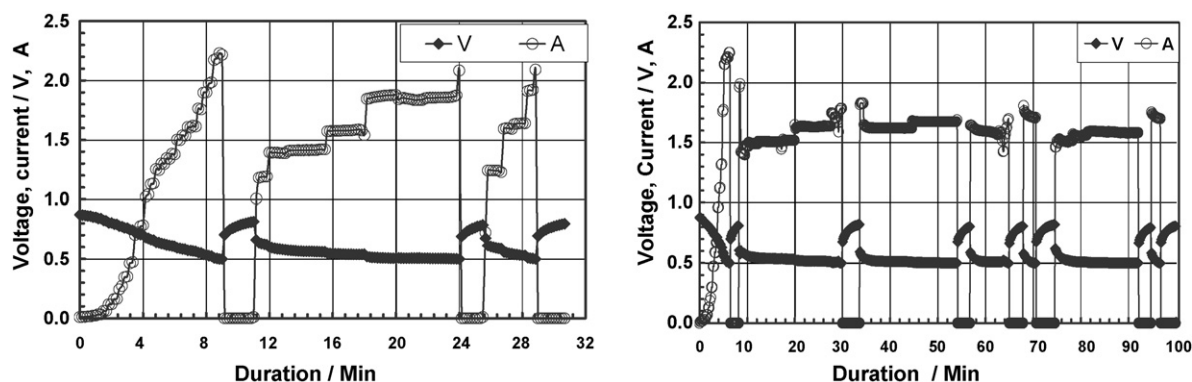 Voltage, current / V, A
2.5
2.0
1.5
1.0
0.5
0.0
V A
0 4 8 12 16 20 24 28 32
Duration / Min
Voltage, Current / V, A
2.5
2.0
1.5
1.0
0.5
0.0
V A
0 10 20 30 40 50 60 70 80 90 100
Duration / Min